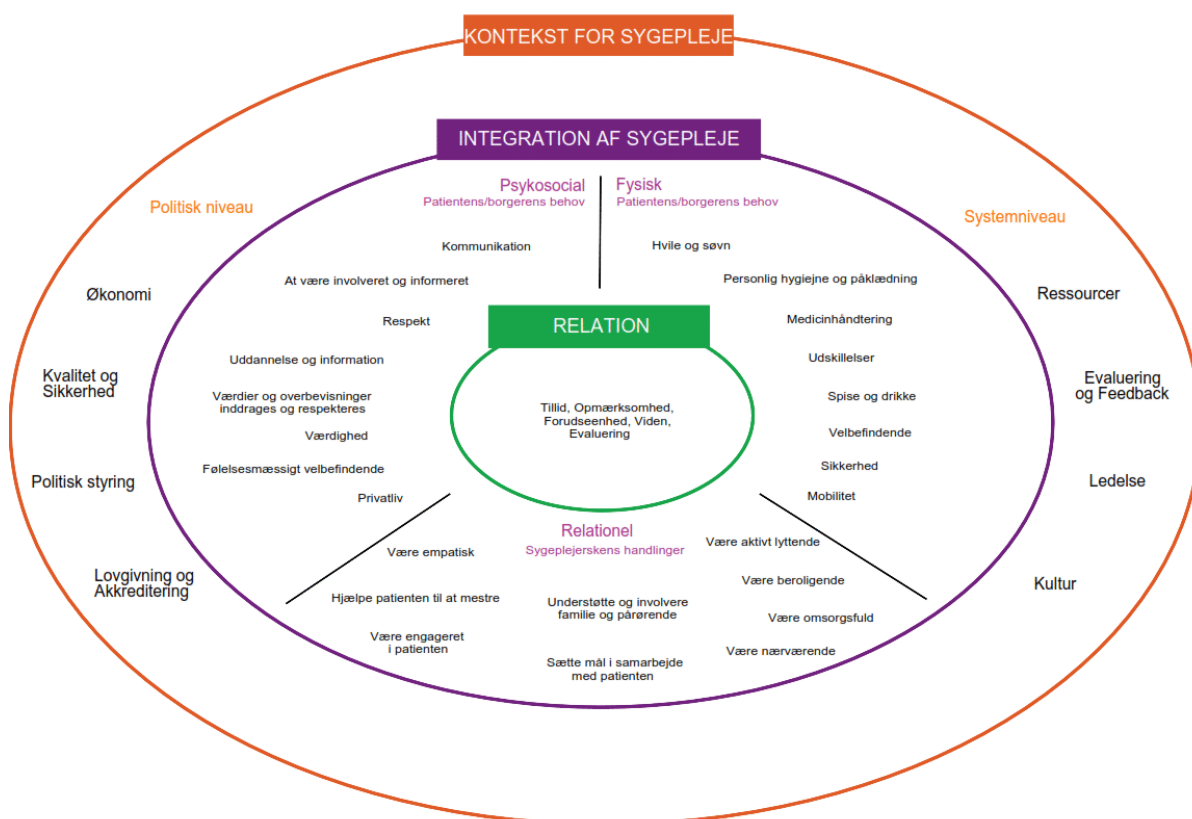 KONTEKST FOR SYGEPLEJE
INTEGRATION AF SYGEPLEJE
Psykosocial
Patientens/borgerens behov
Fysisk
Patientens/borgerens behov
Politisk niveau
Systemniveau
Kommunikation
At være involveret og informeret
Respekt
Uddannelse og information
Værdier og overbevisninger
inddrages og respekteres
Værdighed
Følelsesmæssigt velbefindende
Privatliv
Hvile og søvn
Personlig hygiejne og påklædning
Medicinhåndtering
Udskillelser
Spise og drikke
Velbefindende
Sikkerhed
Mobilitet
Økonomi
Kvalitet og
Sikkerhed
Politisk styring
Lovgivning og
Akkreditering
Ressourcer
Evaluering
og Feedback
Ledelse
Kultur
RELATION
Tillid, Opmærksomhed,
Forudseenhed, Viden,
Evaluering
Relationel
Sygeplejerskens handlinger
Være empatisk
Hjælpe patienten til at mestre
Være engageret
i patienten
Understøtte og involvere
familie og pårørende
Sætte mål i samarbejde
med patienten
Være aktivt lyttende
Være beroligende
Være omsorgsfuld
Være nærværende